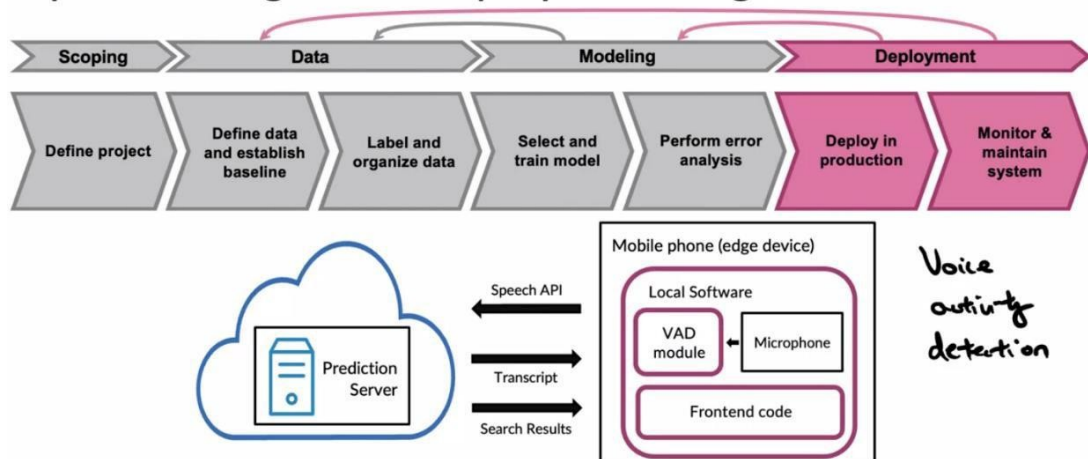 Scoping
Data
Modeling
Deployment
Define project
Define data
and establish
baseline
Label and
organize data
Select and
train model
Perform error
analysis
Deploy in
production
Monitor &
maintain
system
Speech API
Prediction
Server
Transcript
Search Results
Mobile phone (edge device)
Local Software
VAD
module
Microphone
Frontend code
Voice
activity
detection